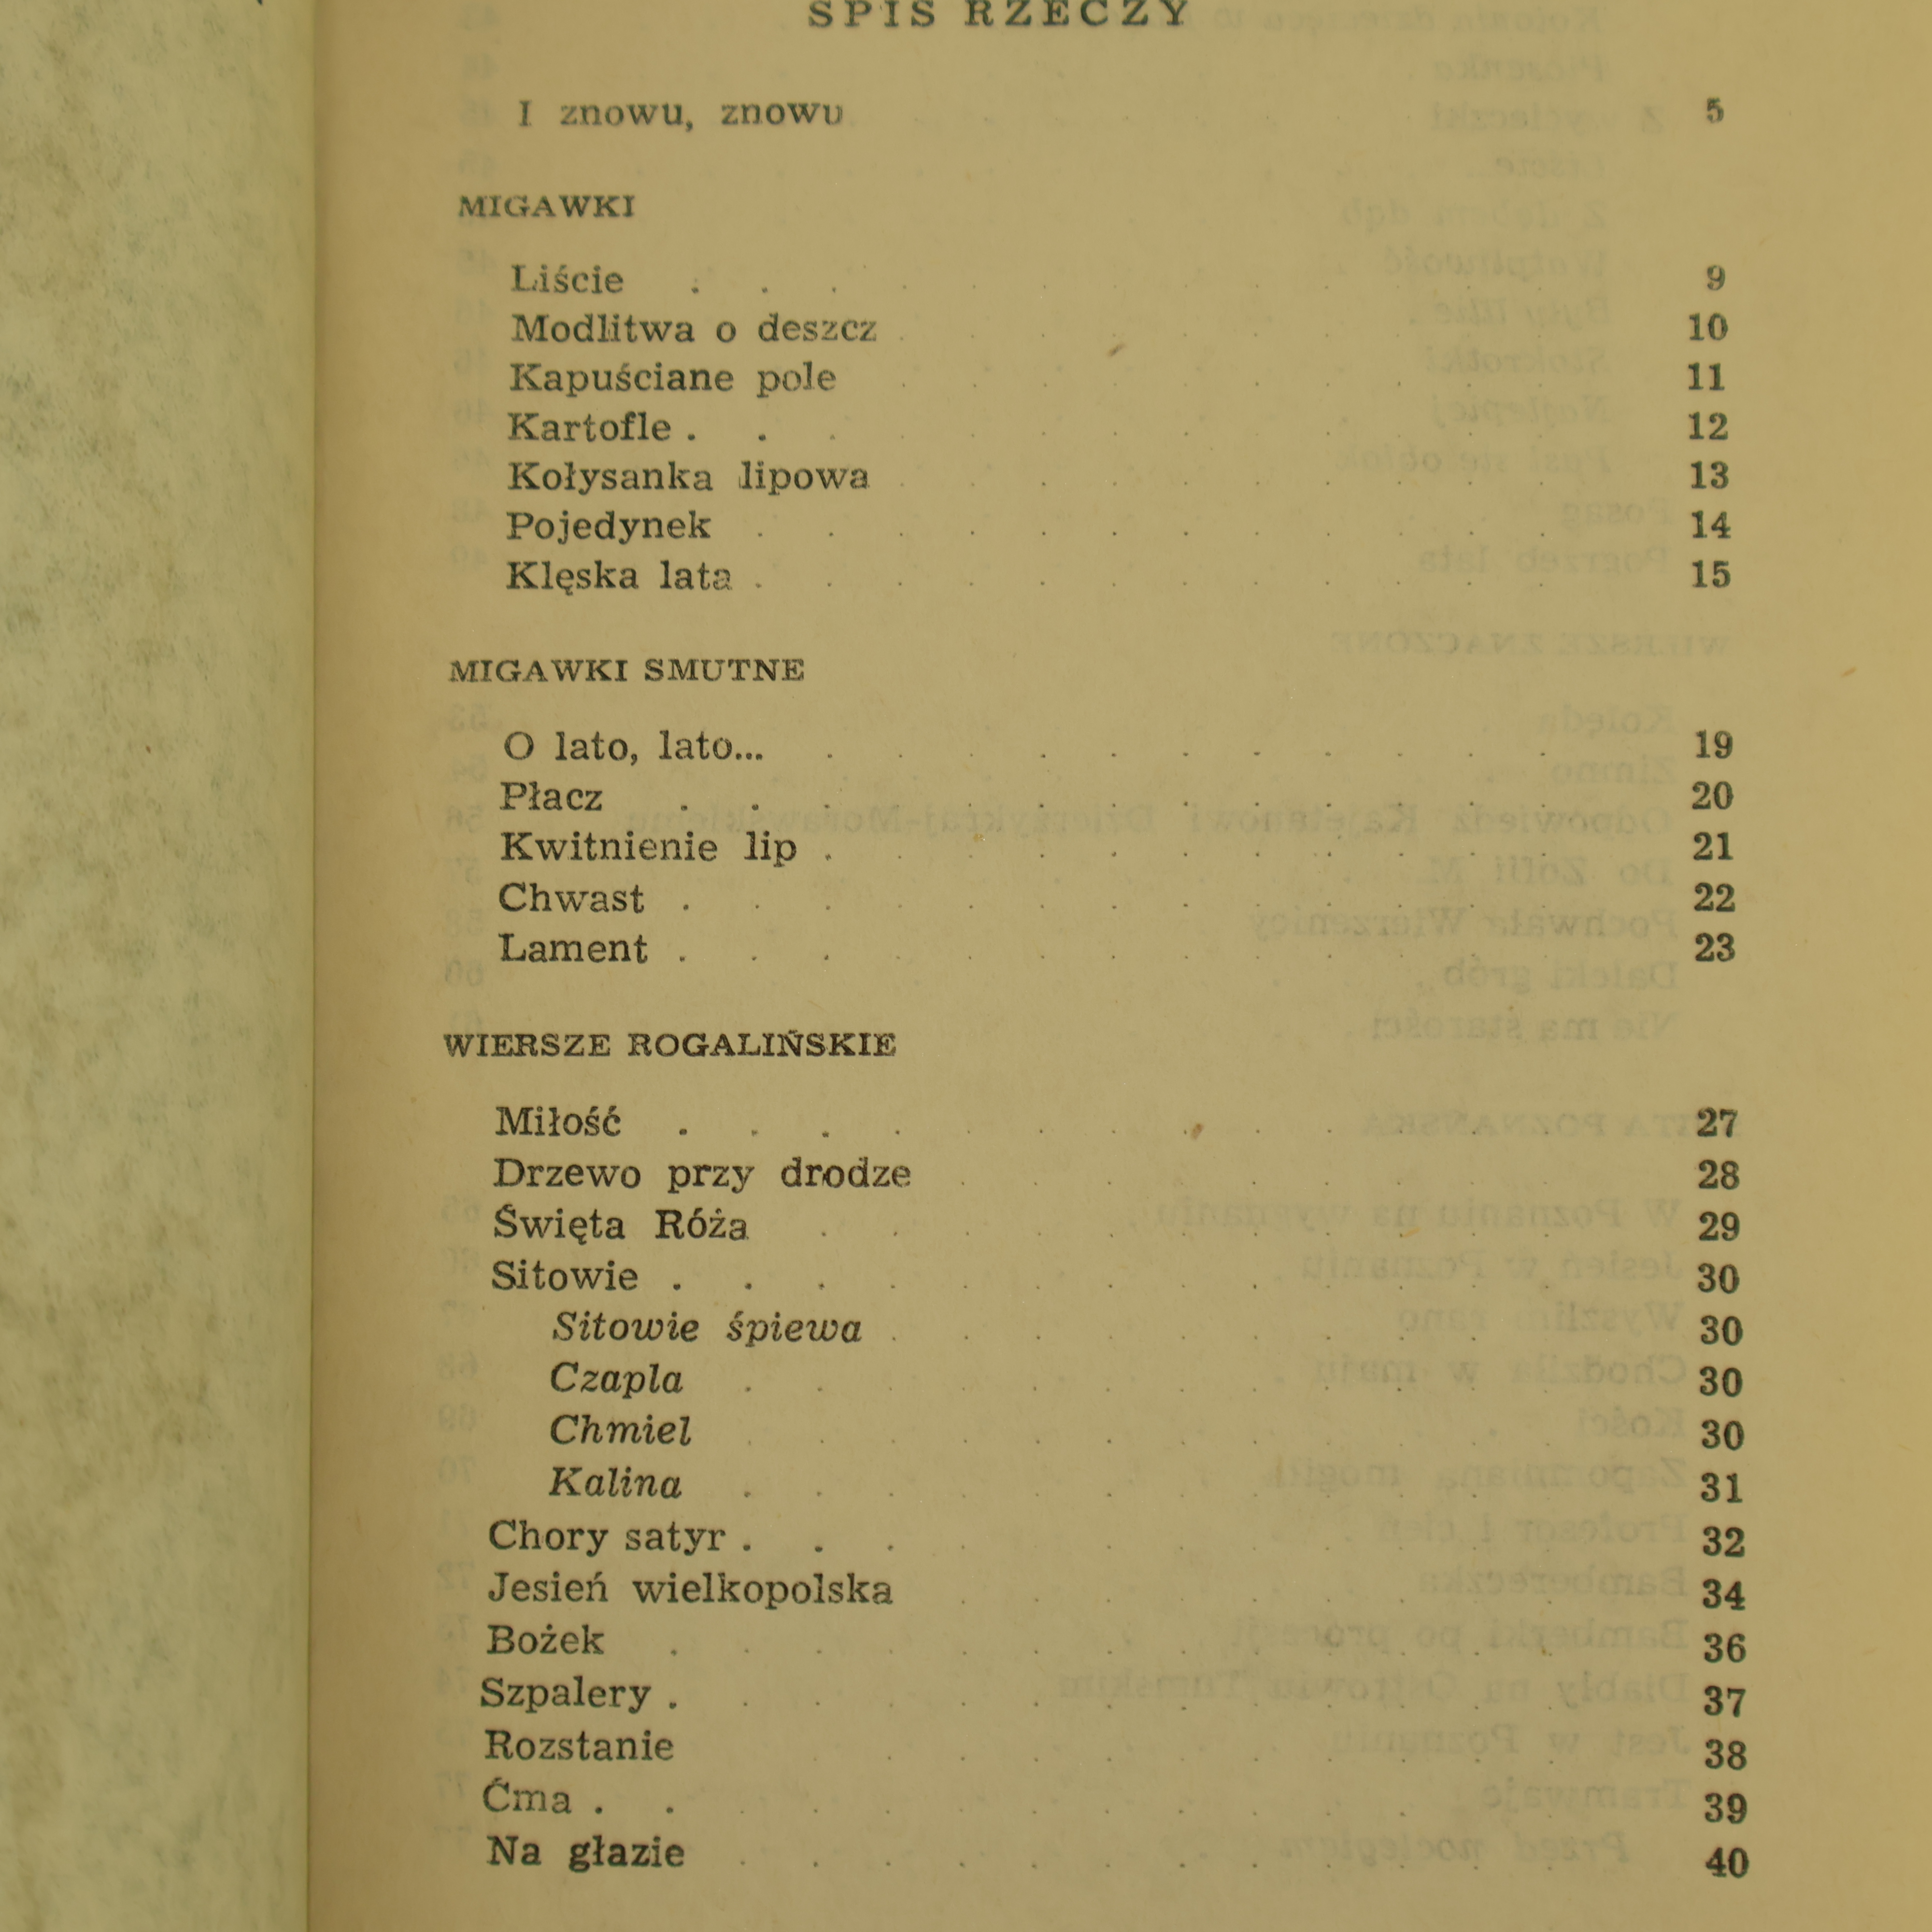 SPIS RZECZY
I znowu, znowu 5
MIGAWKI
Liście . . . . . . . . . . . . . 9
Modlitwa o deszcz . . . . . . . . . . 10
Kapuściane pole . . . . . . . . . . 11
Kartofle . . . . . . . . . . . . . 12
Kołysanka lipowa . . . . . . . . . . 13
Pojedynek . . . . . . . . . . . . 14
Klęska lata . . . . . . . . . . . . 15
MIGAWKI SMUTNE
O lato, lato... . . . . . . . . . . . 19
Płacz . . . . . . . . . . . . . 20
Kwitnienie lip . . . . . . . . . . . 21
Chwast . . . . . . . . . . . . . 22
Lament . . . . . . . . . . . . . 23
WIERSZE ROGALIŃSKIE
Miłość . . . . . . . . . . . . . 27
Drzewo przy drodze . . . . . . . . . 28
Święta Róża . . . . . . . . . . . 29
Sitowie . . . . . . . . . . . . . 30
Sitowie śpiewa . . . . . . . . . . 30
Czapla . . . . . . . . . . . . 30
Chmiel . . . . . . . . . . . . 30
Kalina . . . . . . . . . . . . 31
Chory satyr . . . . . . . . . . . . 32
Jesień wielkopolska . . . . . . . . . 34
Bożek . . . . . . . . . . . . . 36
Szpalery . . . . . . . . . . . . . 37
Rozstanie . . . . . . . . . . . 38
Ćma . . . . . . . . . . . . . . 39
Na głazie . . . . . . . . . . . . 40